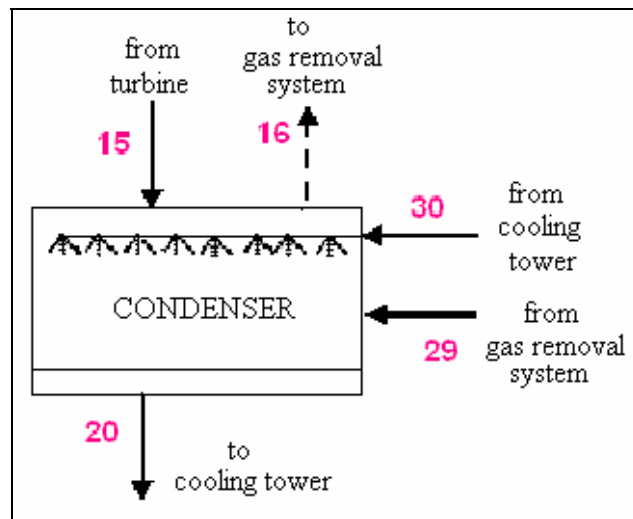 from
turbine
15
to
gas removal
system
16
30
from
cooling
tower
CONDENSER
29
from
gas removal
system
20
to
cooling tower